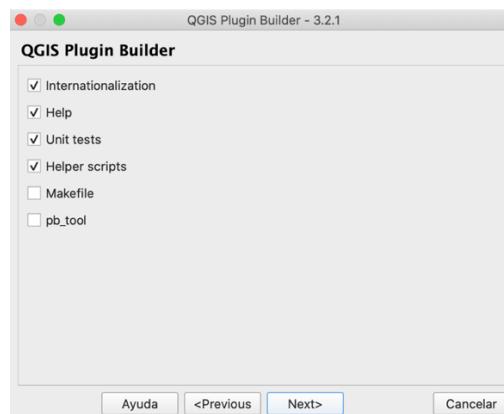 QGIS Plugin Builder - 3.2.1
QGIS Plugin Builder
Internationalization
Help
Unit tests
Helper scripts
Makefile
pb_tool
Ayuda <Previous Next> Cancelar